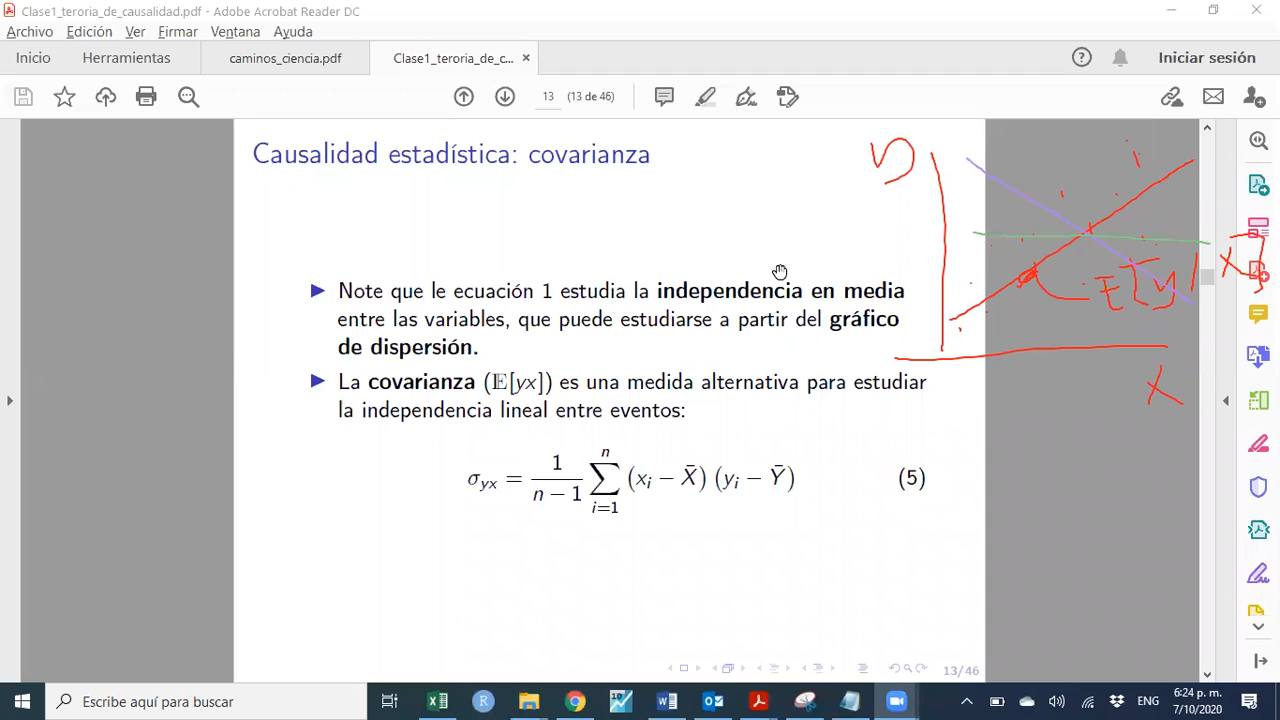 Clase1_teroria_de_causalidad.pdf - Adobe Acrobat Reader DC
Archivo Edición Ver Firmar Ventana Ayuda
Inicio Herramientas caminos_ciencia.pdf Clase1_teroria_de_c... × Iniciar sesión
13 (13 de 46)
Causalidad estadística: covarianza
▶ Note que le ecuación 1 estudia la independencia en media
entre las variables, que puede estudiarse a partir del gráfico
de dispersión.
▶ La covarianza (𝔼[yx]) es una medida alternativa para estudiar
la independencia lineal entre eventos:
σ_yx = 1/(n − 1) ∑_{i=1}^{n} (x_i − X̄) (y_i − Ȳ) (5)
E[y|x]
x
13/46
Escribe aquí para buscar
ENG
6:24 p. m.
7/10/2020